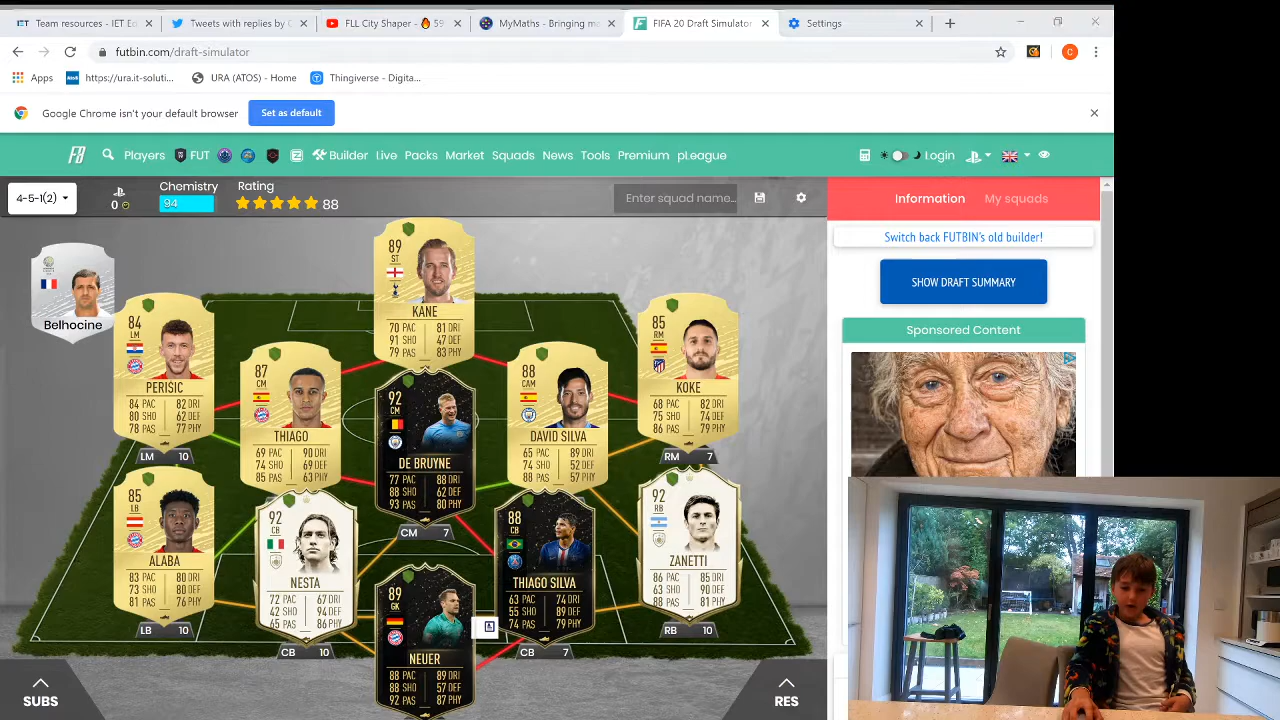 Team resources - IET Ed
Tweets with replies by C
FLL City Shaper -
59
MyMaths - Bringing ma
FIFA 20 Draft Simulator
Settings
futbin.com/draft-simulator
C
Apps
https://ura.it-soluti...
URA (ATOS) - Home
Thingiverse - Digita...
Google Chrome isn't your default browser
Set as default
Players FUT Builder Live Packs Market Squads News Tools Premium pLeague
Login
4-5-1(2)
0
Chemistry
94
Rating
88
Enter squad name...
Information
My squads
Switch back FUTBIN's old builder!
SHOW DRAFT SUMMARY
Sponsored Content
Belhocine
89
ST
KANE
70 PAC 81 DRI
91 SHO 47 DEF
79 PAS 83 PHY
84
LM
PERIŠIĆ
84 PAC 82 DRI
80 SHO 62 DEF
78 PAS 77 PHY
LM 10
87
CM
THIAGO
69 PAC 90 DRI
74 SHO 69 DEF
85 PAS 63 PHY
92
CM
DE BRUYNE
77 PAC 88 DRI
88 SHO 62 DEF
93 PAS 80 PHY
CM 7
88
CAM
DAVID SILVA
65 PAC 89 DRI
74 SHO 52 DEF
88 PAS 57 PHY
85
RM
KOKE
68 PAC 82 DRI
75 SHO 74 DEF
86 PAS 79 PHY
RM 7
85
LB
ALABA
83 PAC 80 DRI
73 SHO 80 DEF
81 PAS 76 PHY
LB 10
92
CB
NESTA
72 PAC 67 DRI
42 SHO 94 DEF
65 PAS 86 PHY
CB 10
88
CB
THIAGO SILVA
63 PAC 74 DRI
55 SHO 89 DEF
74 PAS 79 PHY
CB 7
92
RB
ZANETTI
86 PAC 85 DRI
63 SHO 90 DEF
88 PAS 81 PHY
RB 10
89
GK
NEUER
88 PAC 89 DRI
88 SHO 57 DEF
92 PAS 87 PHY
SUBS
RES